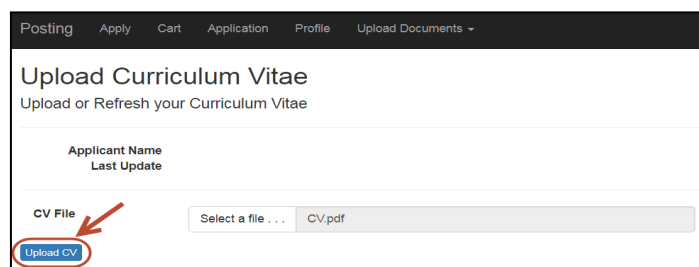 Posting Apply Cart Application Profile Upload Documents
Upload Curriculum Vitae
Upload or Refresh your Curriculum Vitae
Applicant Name
Last Update
CV File Select a file . . . CV.pdf
Upload CV